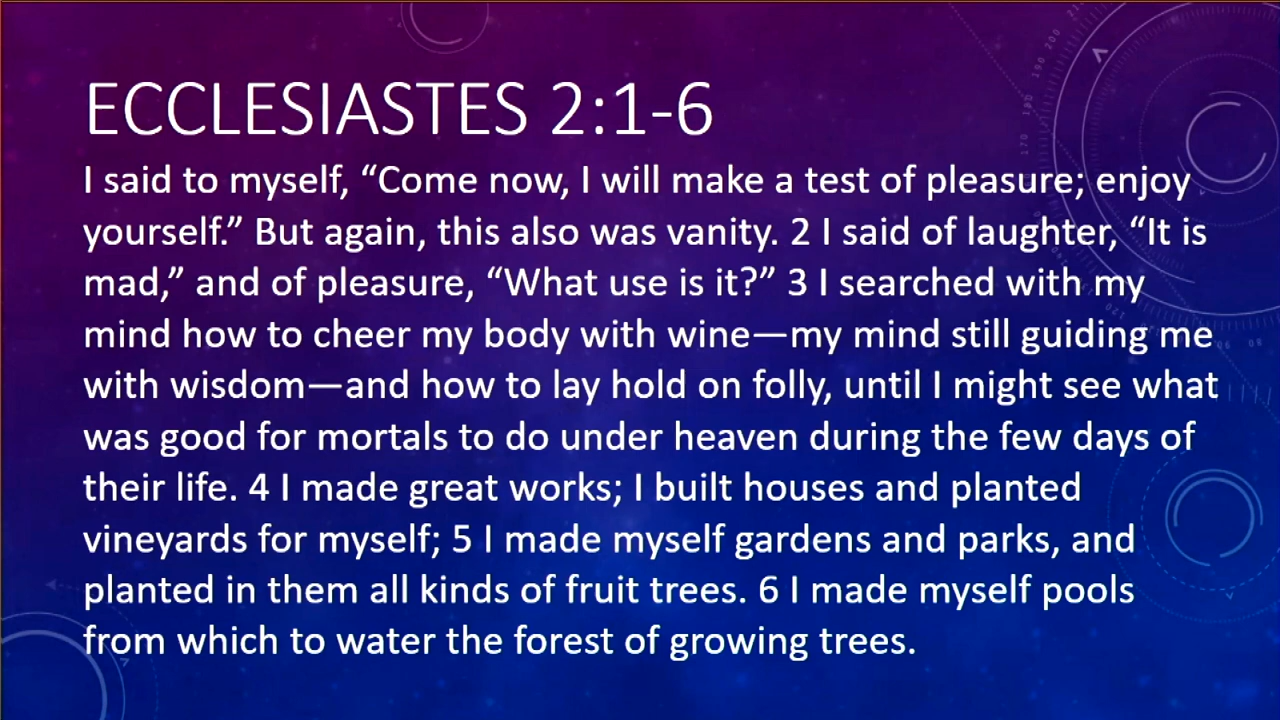 ECCLESIASTES 2:1-6
I said to myself, “Come now, I will make a test of pleasure; enjoy
yourself.” But again, this also was vanity. 2 I said of laughter, “It is
mad,” and of pleasure, “What use is it?” 3 I searched with my
mind how to cheer my body with wine—my mind still guiding me
with wisdom—and how to lay hold on folly, until I might see what
was good for mortals to do under heaven during the few days of
their life. 4 I made great works; I built houses and planted
vineyards for myself; 5 I made myself gardens and parks, and
planted in them all kinds of fruit trees. 6 I made myself pools
from which to water the forest of growing trees.